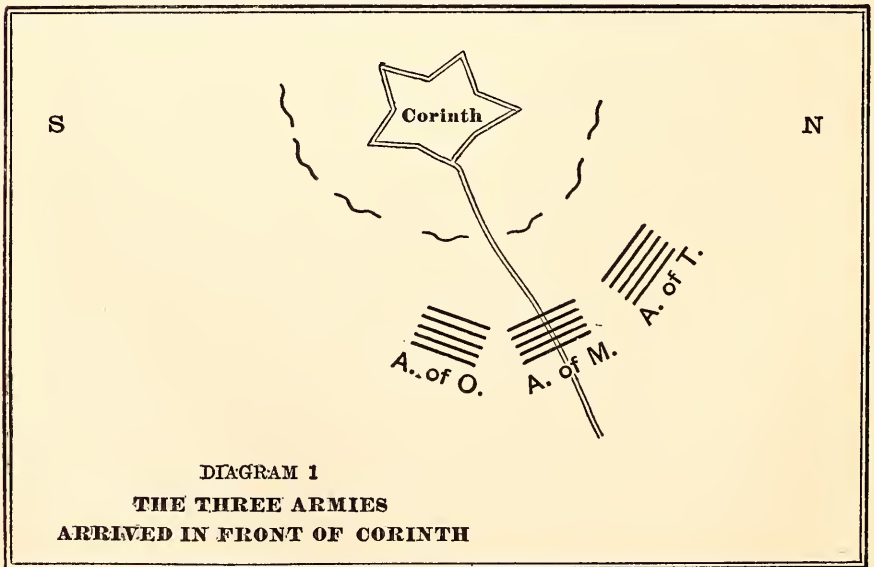 Corinth
S
N
A. of T.
A. of O.
A. of M.
DIAGRAM 1
THE THREE ARMIES
ARRIVED IN FRONT OF CORINTH